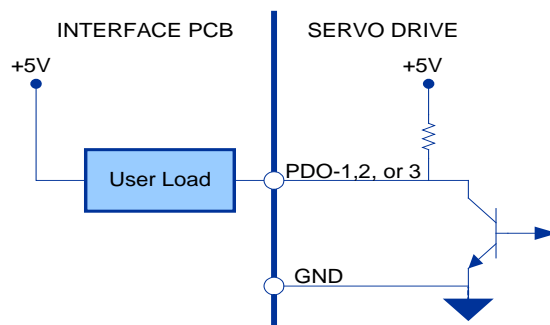 INTERFACE PCB
SERVO DRIVE
+5V
+5V
User Load
PDO-1,2, or 3
GND